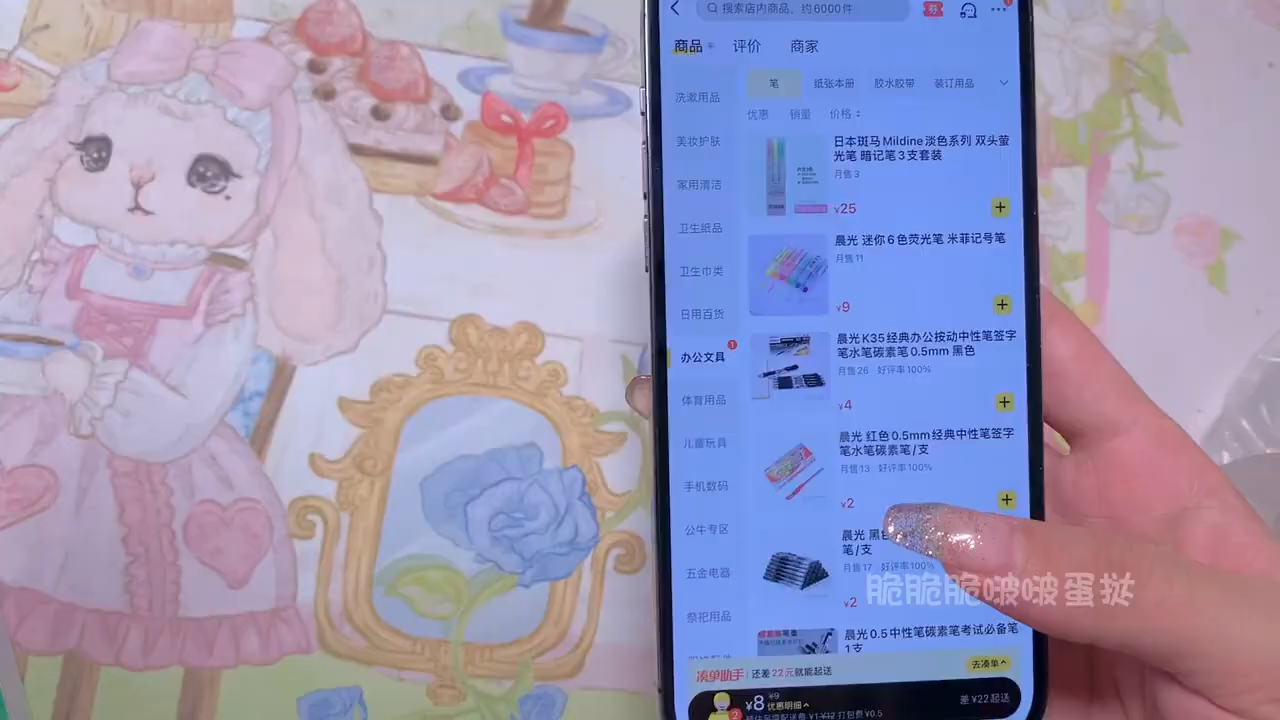 搜索店内商品，约6000件
券
商品
评价
商家
洗漱用品
美妆护肤
家用清洁
卫生纸品
卫生巾类
日用百货
办公文具
1
体育用品
儿童玩具
手机数码
公牛专区
五金电器
祭祀用品
笔
纸张本册
胶水胶带
装订用品
优惠
销量
价格
日本斑马Mildine淡色系列 双头萤
光笔 暗记笔3支套装
月售3
¥25
晨光 迷你6色荧光笔 米菲记号笔
月售11
¥9
晨光K35经典办公按动中性笔签字
笔水笔碳素笔0.5mm 黑色
月售26 好评率100%
¥4
晨光 红色0.5mm经典中性笔签字
笔水笔碳素笔/支
月售13 好评率100%
¥2
晨光 黑色
笔/支
月售17 好评率100%
¥2
脆脆脆啵啵蛋挞
晨光0.5中性笔碳素笔考试必备笔
1支
凑单助手 还差22元就能起送
去凑单
2
¥8 ¥9
优惠明细
差¥22起送
打包费¥0.5